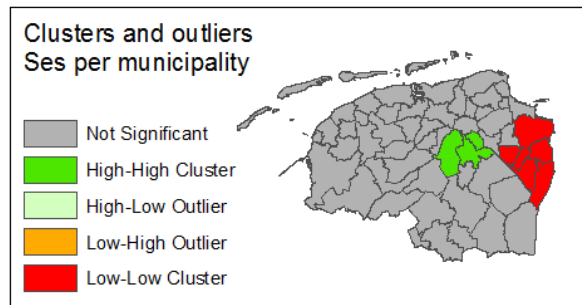 Clusters and outliers
Ses per municipality
Not Significant
High-High Cluster
High-Low Outlier
Low-High Outlier
Low-Low Cluster